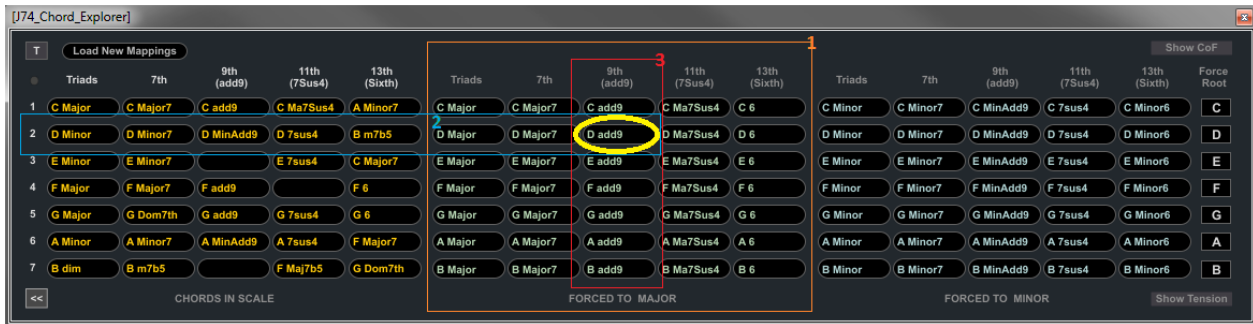 [J74_Chord_Explorer]
T Load New Mappings 1 Show CoF
Triads 7th 9th (add9) 11th (7Sus4) 13th (Sixth) Triads 7th 9th (add9) 3 11th (7Sus4) 13th (Sixth) Triads 7th 9th (add9) 11th (7Sus4) 13th (Sixth) Force Root
1 C Major C Major7 C add9 C Ma7Sus4 A Minor7 C Major C Major7 C add9 C Ma7Sus4 C 6 C Minor C Minor7 C MinAdd9 C 7sus4 C Minor6 C
2 D Minor D Minor7 D MinAdd9 D 7sus4 B m7b5 2 D Major D Major7 D add9 D Ma7Sus4 D 6 D Minor D Minor7 D MinAdd9 D 7sus4 D Minor6 D
3 E Minor E Minor7 E 7sus4 C Major7 E Major E Major7 E add9 E Ma7Sus4 E 6 E Minor E Minor7 E MinAdd9 E 7sus4 E Minor6 E
4 F Major F Major7 F add9 F 6 F Major F Major7 F add9 F Ma7Sus4 F 6 F Minor F Minor7 F MinAdd9 F 7sus4 F Minor6 F
5 G Major G Dom7th G add9 G 7sus4 G 6 G Major G Major7 G add9 G Ma7Sus4 G 6 G Minor G Minor7 G MinAdd9 G 7sus4 G Minor6 G
6 A Minor A Minor7 A MinAdd9 A 7sus4 F Major7 A Major A Major7 A add9 A Ma7Sus4 A 6 A Minor A Minor7 A MinAdd9 A 7sus4 A Minor6 A
7 B dim B m7b5 F Maj7b5 G Dom7th B Major B Major7 B add9 B Ma7Sus4 B 6 B Minor B Minor7 B MinAdd9 B 7sus4 B Minor6 B
<< CHORDS IN SCALE FORCED TO MAJOR FORCED TO MINOR Show Tension